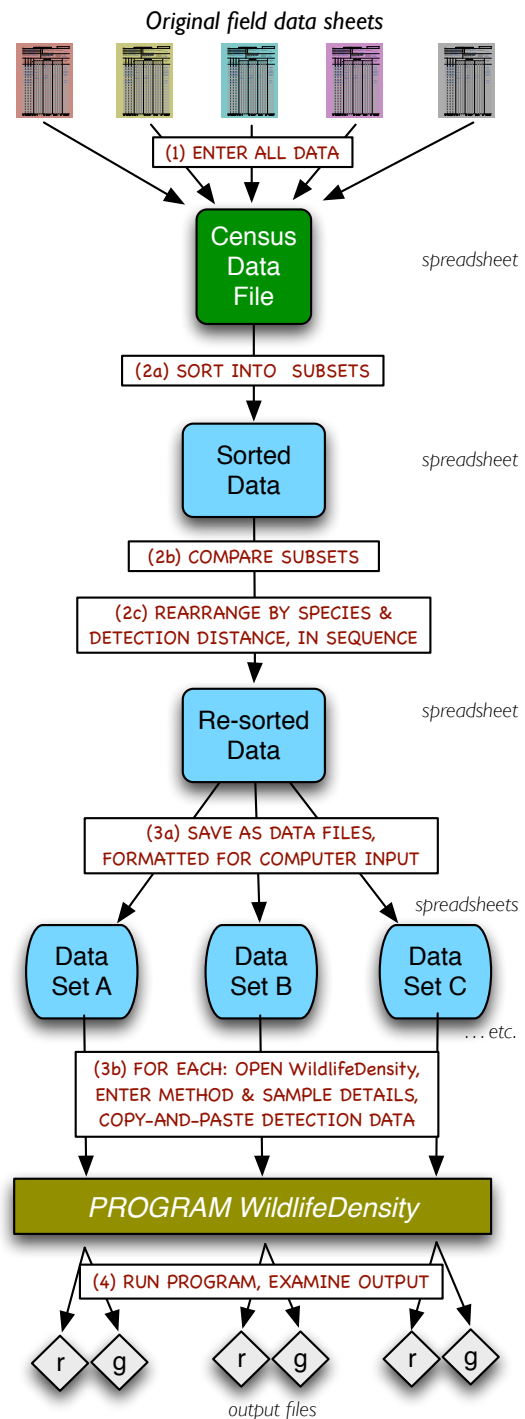 Original field data sheets
(1) ENTER ALL DATA
Census
Data
File
spreadsheet
(2a) SORT INTO SUBSETS
Sorted
Data
spreadsheet
(2b) COMPARE SUBSETS
(2c) REARRANGE BY SPECIES &
DETECTION DISTANCE, IN SEQUENCE
Re-sorted
Data
spreadsheet
(3a) SAVE AS DATA FILES,
FORMATTED FOR COMPUTER INPUT
spreadsheets
Data
Set A
Data
Set B
Data
Set C
...etc.
(3b) FOR EACH: OPEN WildlifeDensity,
ENTER METHOD & SAMPLE DETAILS,
COPY-AND-PASTE DETECTION DATA
PROGRAM WildlifeDensity
(4) RUN PROGRAM, EXAMINE OUTPUT
r
g
r
g
r
g
output files